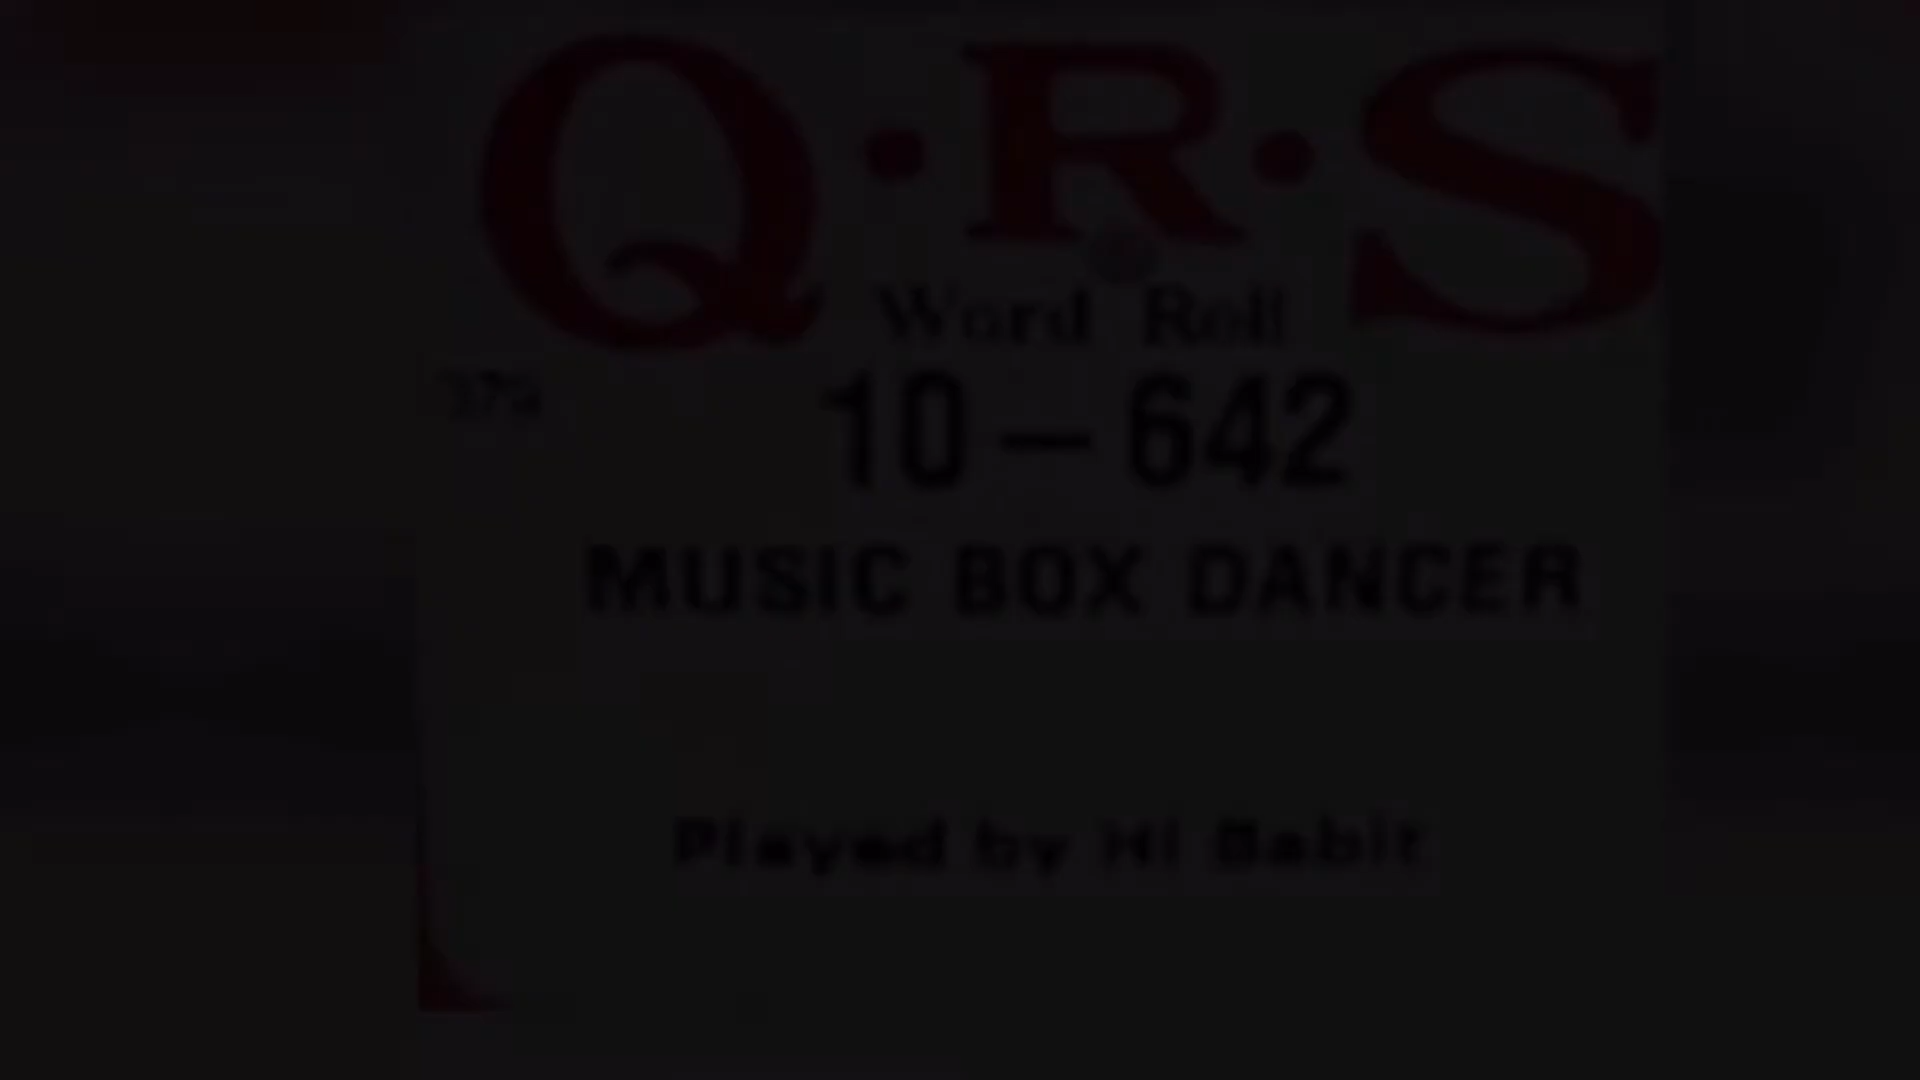 Q·R·S
Word Roll
10–642
MUSIC BOX DANCER
Played by Hi Babit